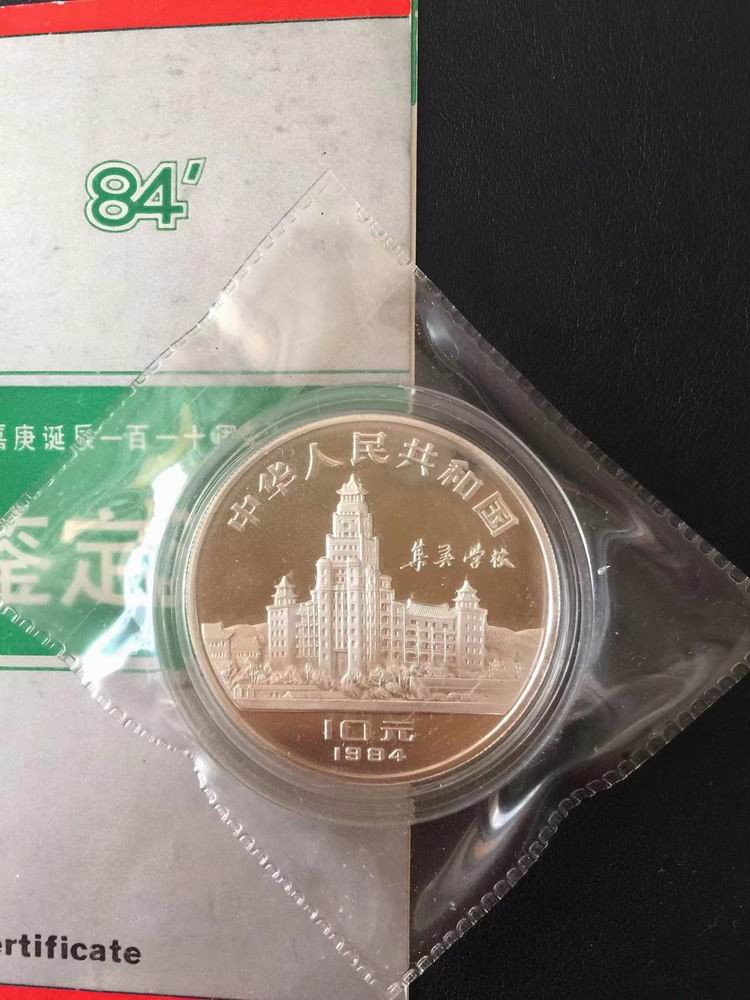 84'
嘉庚诞辰一百一十周
鉴定
中华人民共和国
集美学校
10元
1984
ertificate